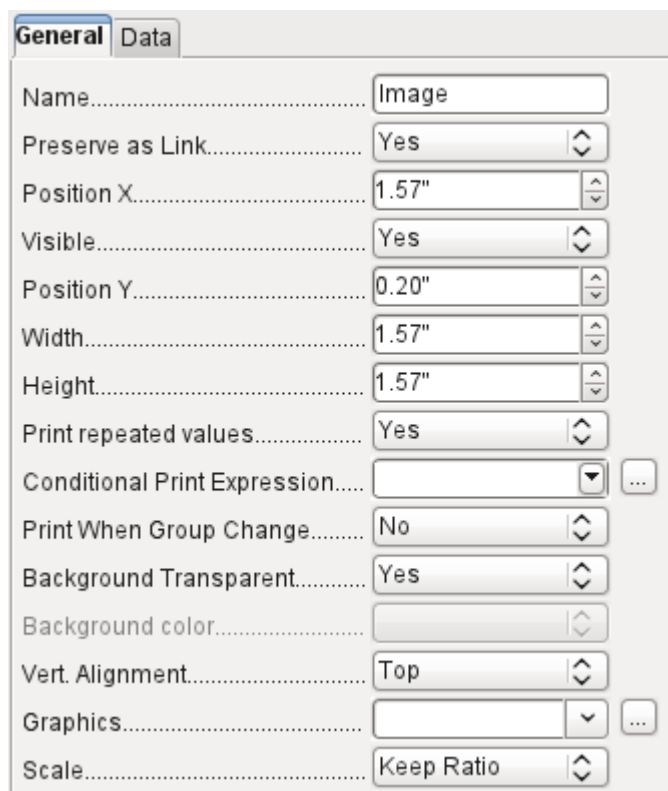 General Data
Name........................................... Image
Preserve as Link........................ Yes
Position X..................................... 1.57"
Visible.......................................... Yes
Position Y..................................... 0.20"
Width............................................ 1.57"
Height.......................................... 1.57"
Print repeated values................. Yes
Conditional Print Expression..... ...
Print When Group Change......... No
Background Transparent............ Yes
Background color.......................
Vert. Alignment........................... Top
Graphics...................................... ...
Scale............................................ Keep Ratio